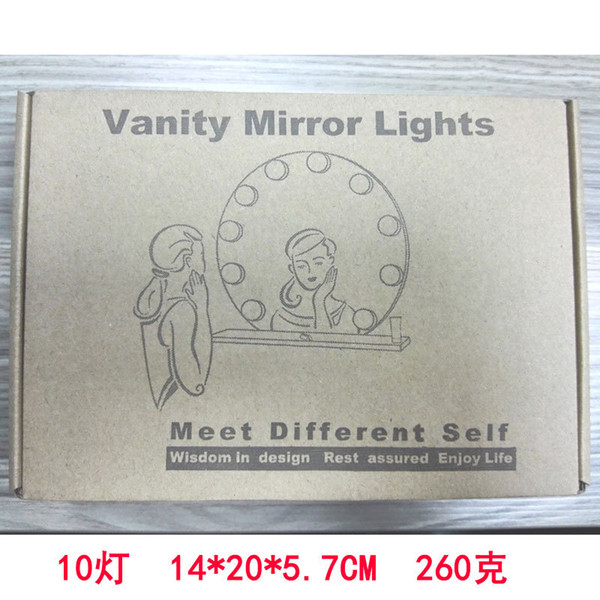 Vanity Mirror Lights
Meet Different Self
Wisdom In design Rest assured Enjoy Life
10灯 14*20*5.7CM 260克